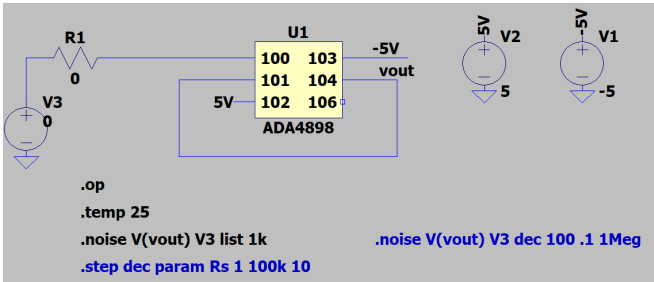 R1
0
V3
0
U1
100 103
101 104
102 106
ADA4898
-5V
vout
5V
5V
V2
5
-5V
V1
-5
.op
.temp 25
.noise V(vout) V3 list 1k
.noise V(vout) V3 dec 100 .1 1Meg
.step dec param Rs 1 100k 10